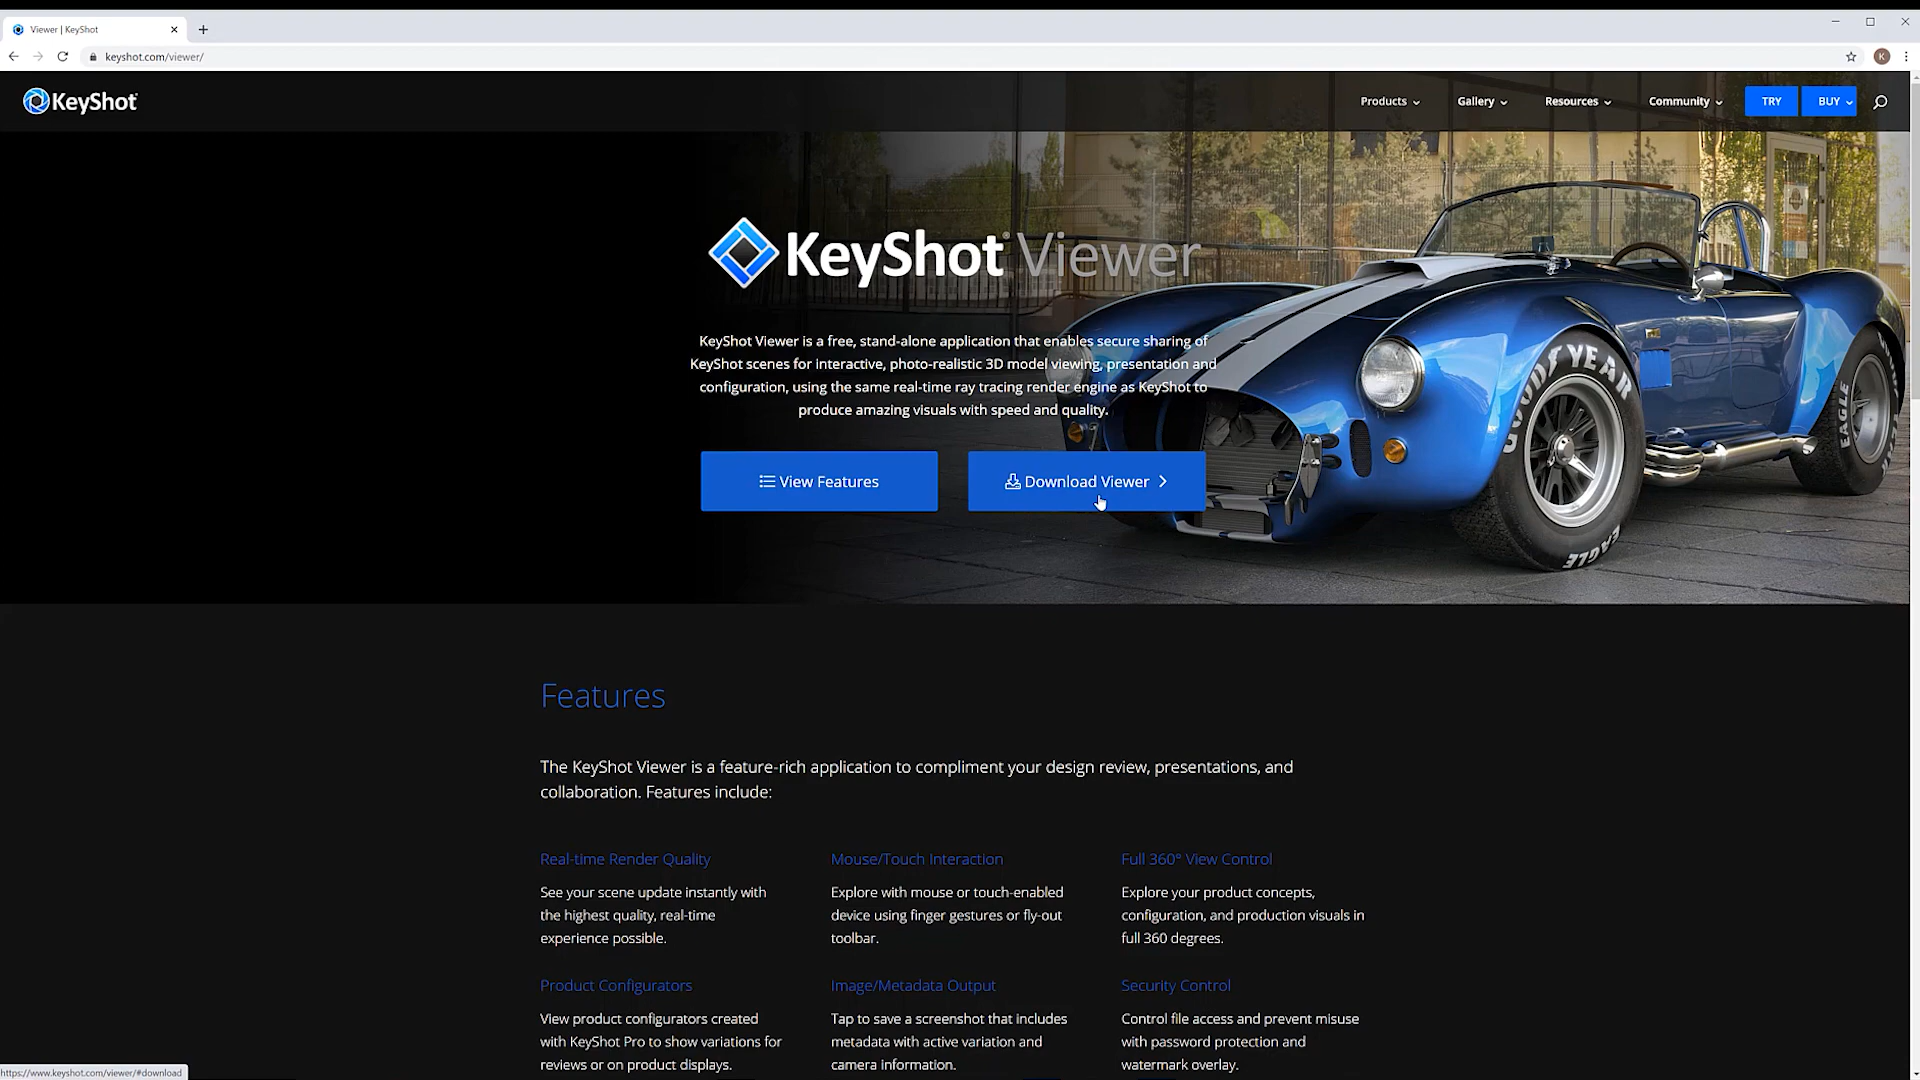 Viewer | KeyShot
keyshot.com/viewer/
K
KeyShot
Products
Gallery
Resources
Community
TRY
BUY
KeyShot Viewer
KeyShot Viewer is a free, stand-alone application that enables secure sharing of
KeyShot scenes for interactive, photo-realistic 3D model viewing, presentation and
configuration, using the same real-time ray tracing render engine as KeyShot to
produce amazing visuals with speed and quality.
View Features
Download Viewer
GOOD YEAR
EAGLE
EAGLE
Features
The KeyShot Viewer is a feature-rich application to compliment your design review, presentations, and
collaboration. Features include:
Real-time Render Quality
See your scene update instantly with
the highest quality, real-time
experience possible.
Mouse/Touch Interaction
Explore with mouse or touch-enabled
device using finger gestures or fly-out
toolbar.
Full 360° View Control
Explore your product concepts,
configuration, and production visuals in
full 360 degrees.
Product Configurators
View product configurators created
with KeyShot Pro to show variations for
reviews or on product displays.
Image/Metadata Output
Tap to save a screenshot that includes
metadata with active variation and
camera information.
Security Control
Control file access and prevent misuse
with password protection and
watermark overlay.
https://www.keyshot.com/viewer/#download